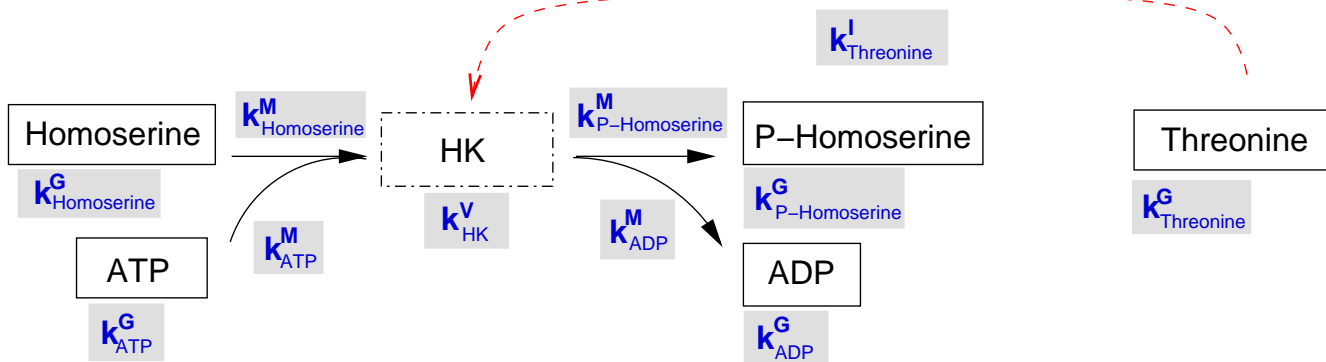 k^I_Threonine
k^M_Homoserine
k^M_P–Homoserine
Homoserine
HK
P–Homoserine
Threonine
k^G_Homoserine
k^V_HK
k^M_ATP
k^M_ADP
k^G_P–Homoserine
k^G_Threonine
ATP
ADP
k^G_ATP
k^G_ADP